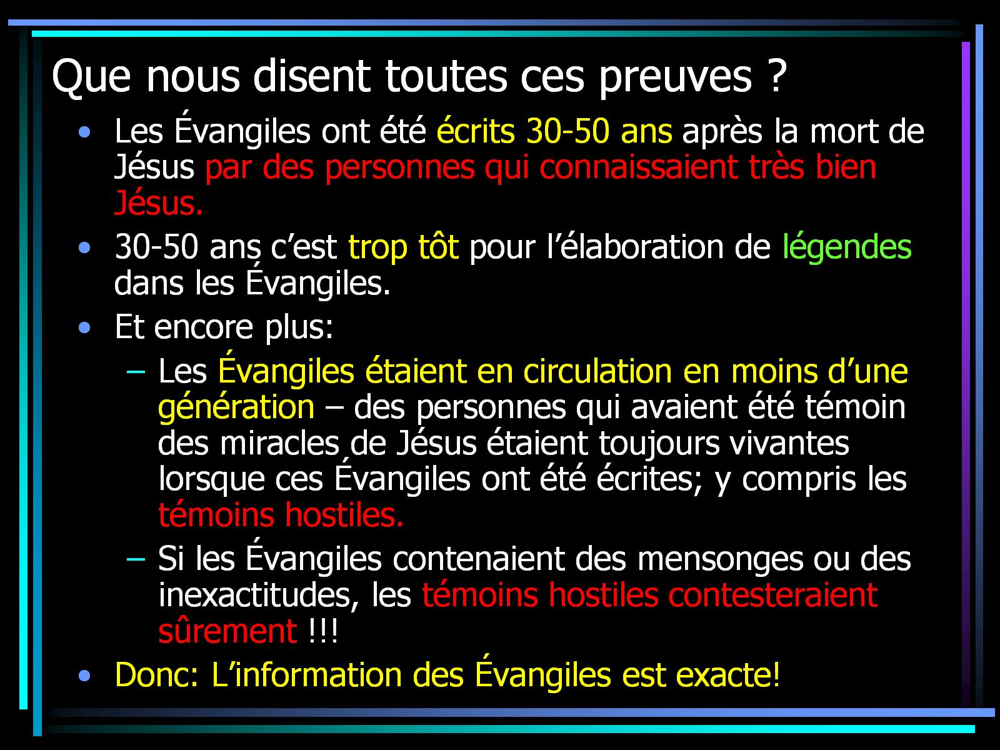 Que nous disent toutes ces preuves ?
• Les Évangiles ont été écrits 30-50 ans après la mort de
Jésus par des personnes qui connaissaient très bien
Jésus.
• 30-50 ans c’est trop tôt pour l’élaboration de légendes
dans les Évangiles.
• Et encore plus:
– Les Évangiles étaient en circulation en moins d’une
génération – des personnes qui avaient été témoin
des miracles de Jésus étaient toujours vivantes
lorsque ces Évangiles ont été écrites; y compris les
témoins hostiles.
– Si les Évangiles contenaient des mensonges ou des
inexactitudes, les témoins hostiles contesteraient
sûrement !!!
• Donc: L’information des Évangiles est exacte!